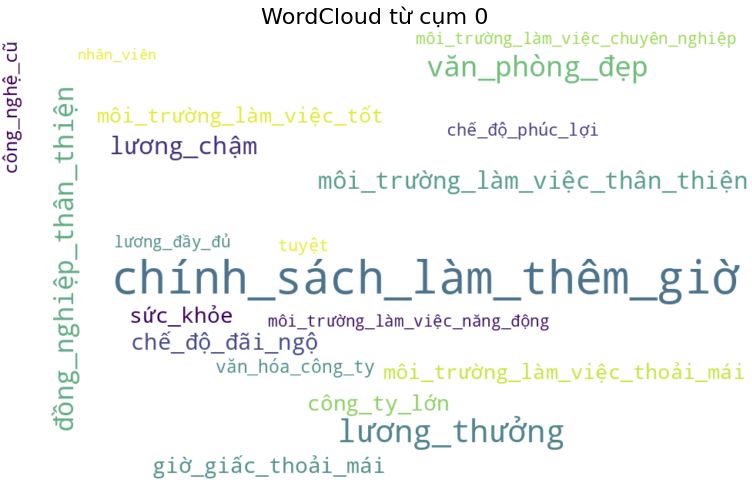 WordCloud từ cụm 0
môi_trường_làm_việc_chuyên_nghiệp
công_nghệ_cũ
nhân_viên
văn_phòng_đẹp
đồng_nghiệp_thân_thiện
môi_trường_làm_việc_tốt
chế_độ_phúc_lợi
lương_chậm
môi_trường_làm_việc_thân_thiện
lương_đầy_đủ
tuyệt
chính_sách_làm_thêm_giờ
sức_khỏe
môi_trường_làm_việc_năng_động
chế_độ_đãi_ngộ
văn_hóa_công_ty
môi_trường_làm_việc_thoải_mái
công_ty_lớn
lương_thưởng
giờ_giấc_thoải_mái